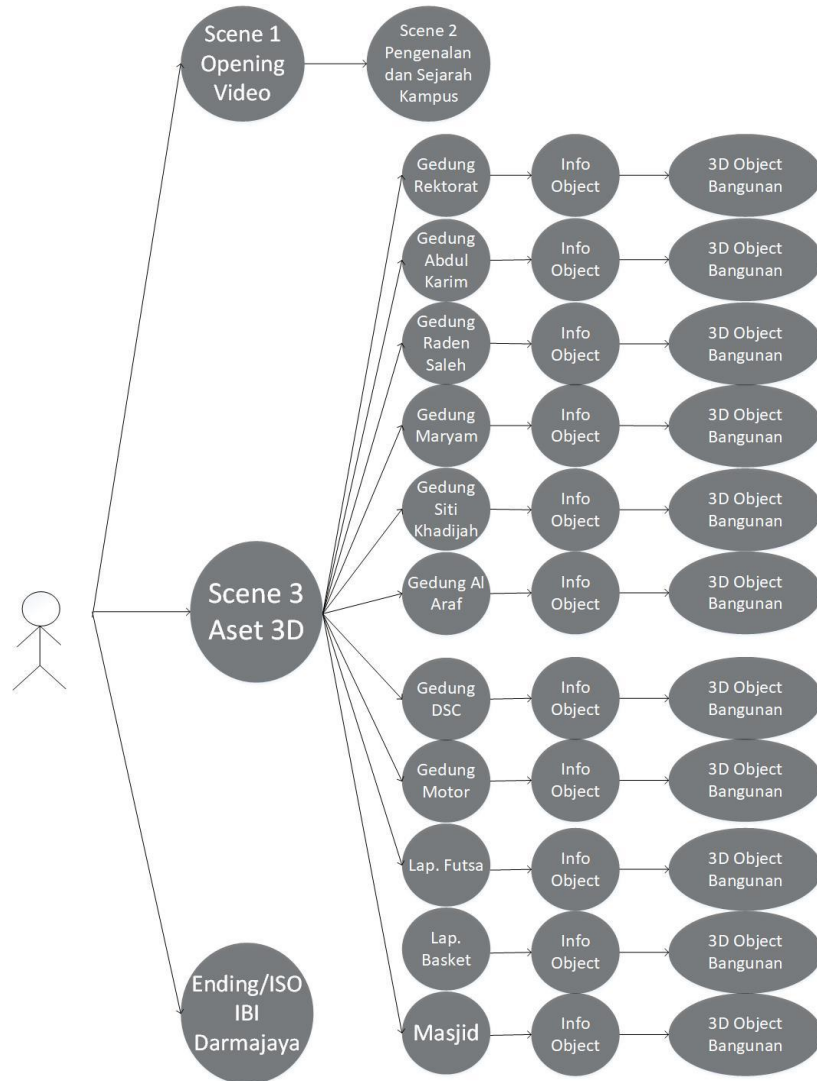 Scene 1
Opening
Video
Scene 2
Pengenalan
dan Sejarah
Kampus
Gedung
Rektorat
Info
Object
3D Object
Bangunan
Gedung
Abdul
Karim
Info
Object
3D Object
Bangunan
Gedung
Raden
Saleh
Info
Object
3D Object
Bangunan
Gedung
Maryam
Info
Object
3D Object
Bangunan
Gedung
Siti
Khadijah
Info
Object
3D Object
Bangunan
Scene 3
Aset 3D
Gedung Al
Araf
Info
Object
3D Object
Bangunan
Gedung
DSC
Info
Object
3D Object
Bangunan
Gedung
Motor
Info
Object
3D Object
Bangunan
Lap. Futsa
Info
Object
3D Object
Bangunan
Lap.
Basket
Info
Object
3D Object
Bangunan
Ending/ISO
IBI
Darmajaya
Masjid
Info
Object
3D Object
Bangunan